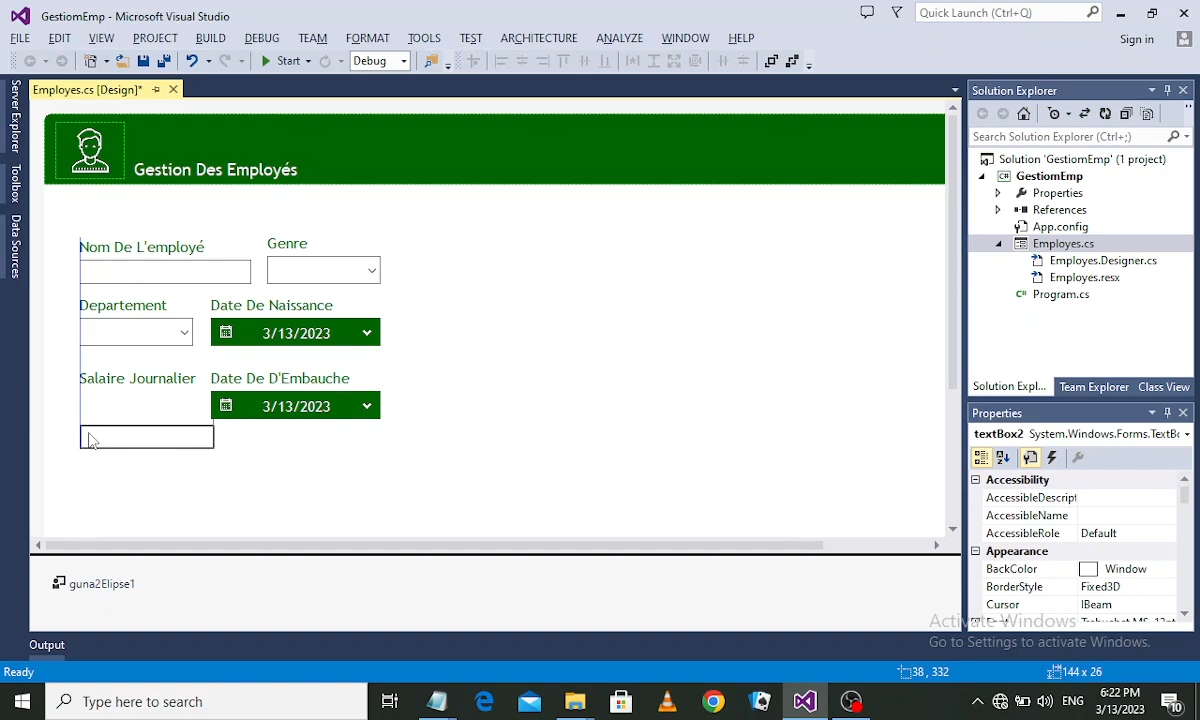 GestiomEmp - Microsoft Visual Studio
Quick Launch (Ctrl+Q)
FILE EDIT VIEW PROJECT BUILD DEBUG TEAM FORMAT TOOLS TEST ARCHITECTURE ANALYZE WINDOW HELP
Sign in
Start
Debug
Server Explorer
Toolbox
Data Sources
Employes.cs [Design]*
Gestion Des Employés
Nom De L'employé
Genre
Departement
Date De Naissance
3/13/2023
Salaire Journalier
Date De D'Embauche
3/13/2023
guna2Elipse1
Output
Solution Explorer
Search Solution Explorer (Ctrl+;)
Solution 'GestiomEmp' (1 project)
GestiomEmp
Properties
References
App.config
Employes.cs
Employes.Designer.cs
Employes.resx
Program.cs
Solution Expl... Team Explorer Class View
Properties
textBox2 System.Windows.Forms.TextBo
Accessibility
AccessibleDescript
AccessibleName
AccessibleRole Default
Appearance
BackColor Window
BorderStyle Fixed3D
Cursor IBeam
Activate Windows
Go to Settings to activate Windows.
Ready
38 , 332
144 x 26
Type here to search
ENG
6:22 PM
3/13/2023
10